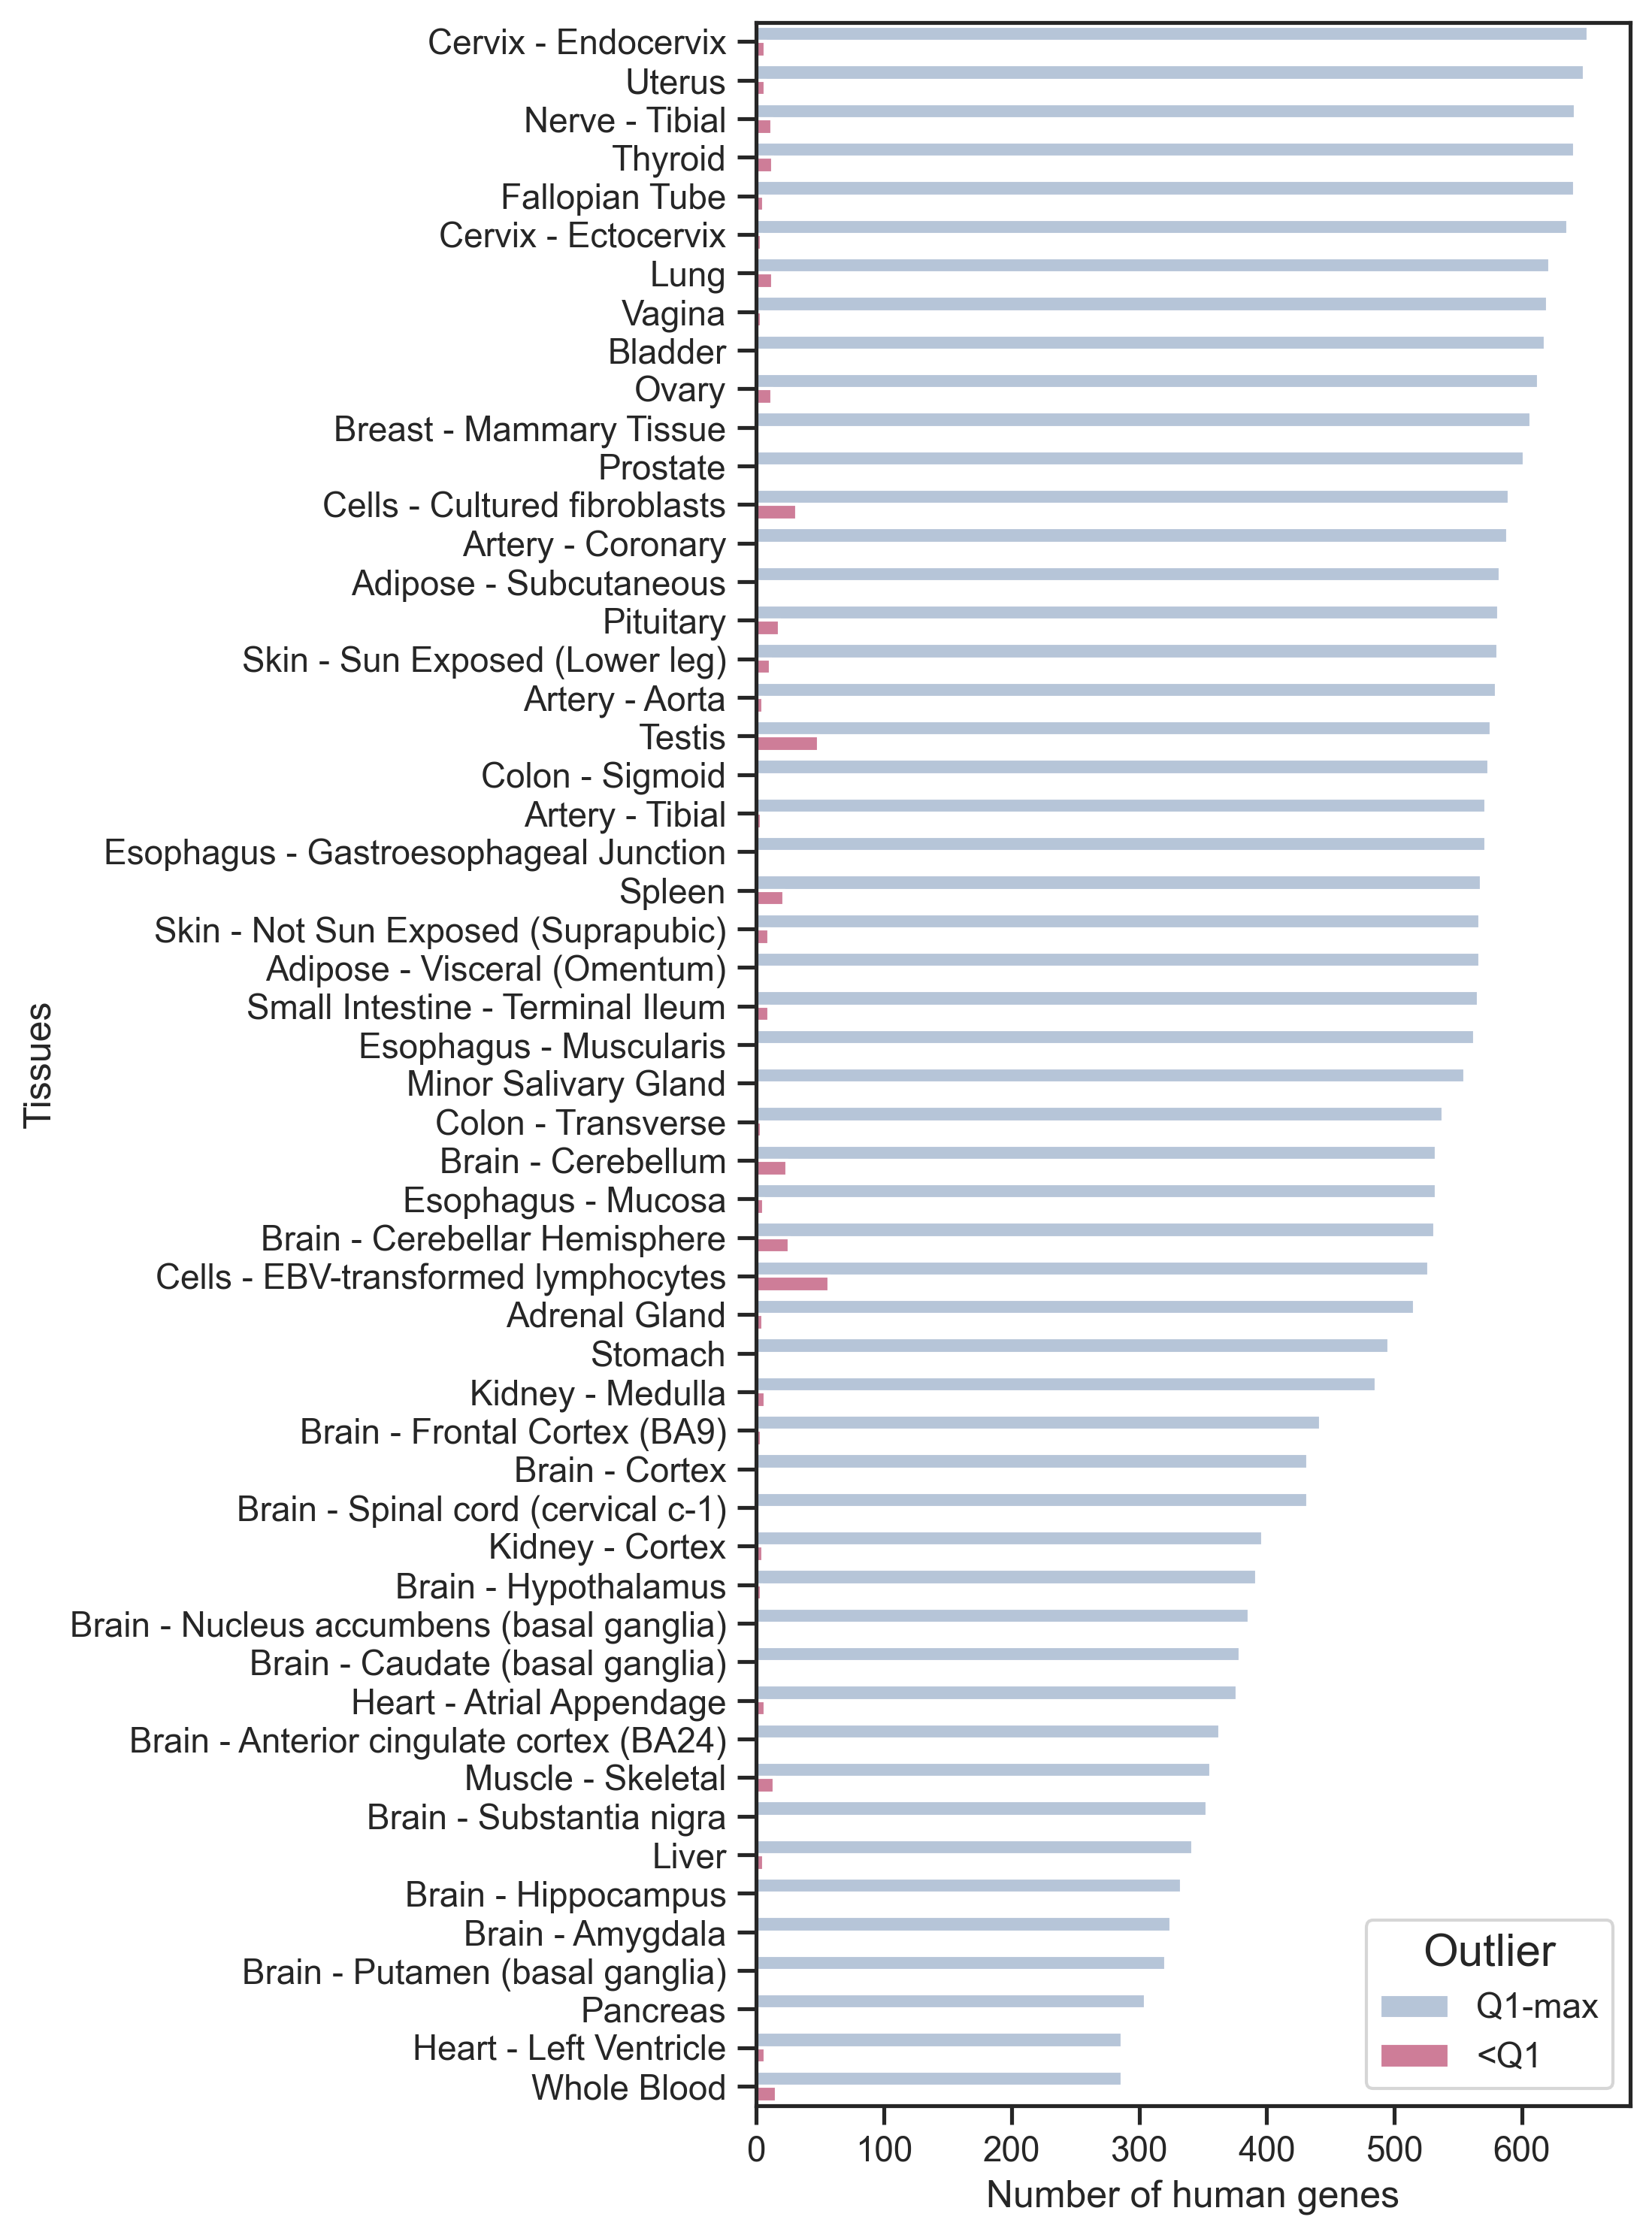 Cervix - Endocervix
Uterus
Nerve - Tibial
Thyroid
Fallopian Tube
Cervix - Ectocervix
Lung
Vagina
Bladder
Ovary
Breast - Mammary Tissue
Prostate
Cells - Cultured fibroblasts
Artery - Coronary
Adipose - Subcutaneous
Pituitary
Skin - Sun Exposed (Lower leg)
Artery - Aorta
Testis
Colon - Sigmoid
Artery - Tibial
Esophagus - Gastroesophageal Junction
Spleen
Skin - Not Sun Exposed (Suprapubic)
Adipose - Visceral (Omentum)
Small Intestine - Terminal Ileum
Esophagus - Muscularis
Minor Salivary Gland
Colon - Transverse
Brain - Cerebellum
Esophagus - Mucosa
Brain - Cerebellar Hemisphere
Cells - EBV-transformed lymphocytes
Adrenal Gland
Stomach
Kidney - Medulla
Brain - Frontal Cortex (BA9)
Brain - Cortex
Brain - Spinal cord (cervical c-1)
Kidney - Cortex
Brain - Hypothalamus
Brain - Nucleus accumbens (basal ganglia)
Brain - Caudate (basal ganglia)
Heart - Atrial Appendage
Brain - Anterior cingulate cortex (BA24)
Muscle - Skeletal
Brain - Substantia nigra
Liver
Brain - Hippocampus
Brain - Amygdala
Brain - Putamen (basal ganglia)
Pancreas
Heart - Left Ventricle
Whole Blood
Tissues
Outlier
Q1-max
<Q1
0 100 200 300 400 500 600
Number of human genes